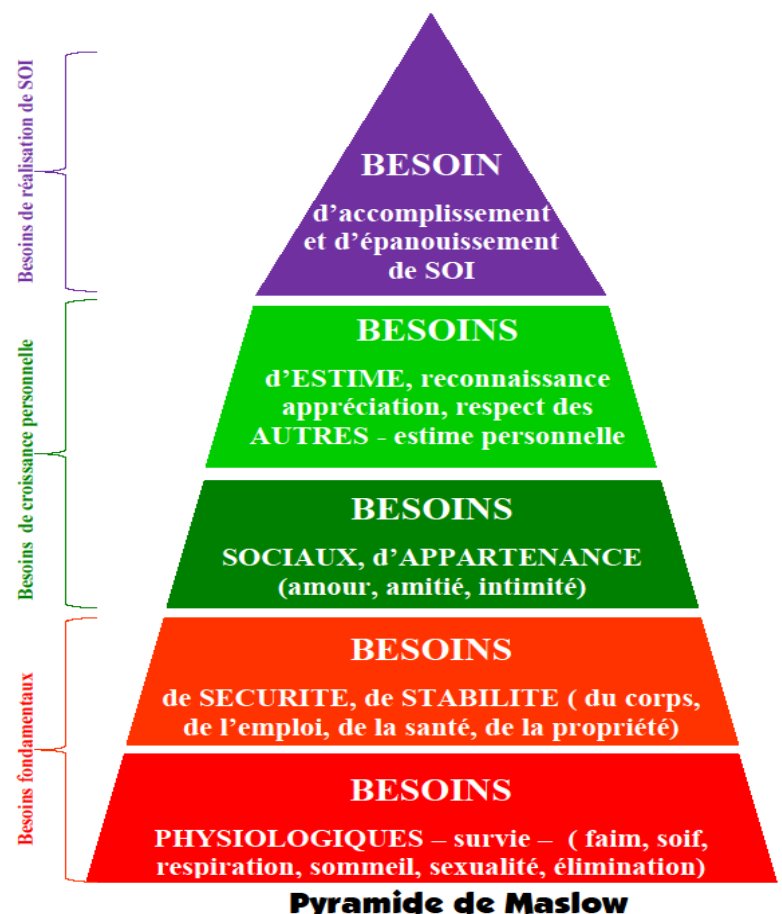 Besoins de réalisation de SOI
BESOIN
d’accomplissement
et d’épanouissement
de SOI
Besoins de croissance personnelle
BESOINS
d’ESTIME, reconnaissance
appréciation, respect des
AUTRES - estime personnelle
BESOINS
SOCIAUX, d’APPARTENANCE
(amour, amitié, intimité)
Besoins fondamentaux
BESOINS
de SECURITE, de STABILITE ( du corps,
de l’emploi, de la santé, de la propriété)
BESOINS
PHYSIOLOGIQUES – survie – ( faim, soif,
respiration, sommeil, sexualité, élimination)
Pyramide de Maslow